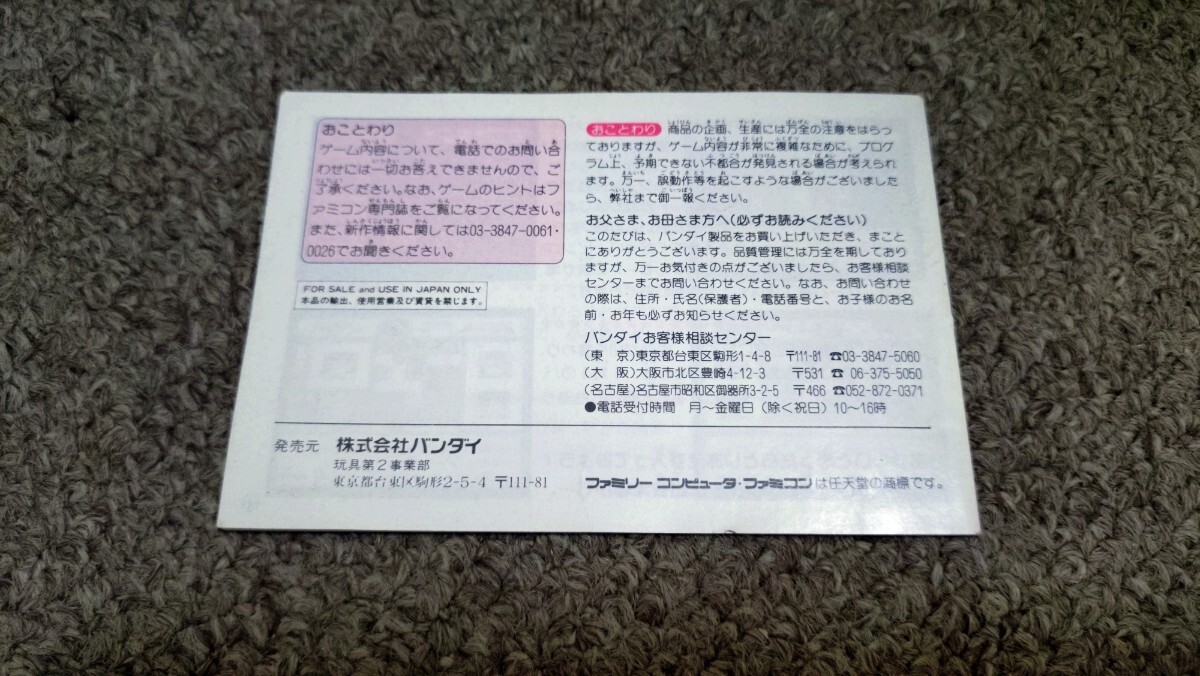 おことわり
ゲーム内容について、電話でのお問い合
わせには一切お答えできませんので、ご
了承ください。なお、ゲームのヒントはフ
ァミコン専門誌をご覧になってください。
また、新作情報に関しては03-3847-0061・
0026でお聞きください。
FOR SALE and USE IN JAPAN ONLY
本品の輸出、使用営業及び賃貸を禁じます。
おことわり 商品の企画、生産には万全の注意をはらっ
ておりますが、ゲーム内容が非常に複雑なために、プログ
ラム上、予期できない不都合が発見される場合が考えられ
ます。万一、誤動作等を起こすような場合がございました
ら、弊社まで御一報ください。
お父さま、お母さま方へ(必ずお読みください)
このたびは、バンダイ製品をお買い上げいただき、まこと
にありがとうございます。品質管理には万全を期しており
ますが、万一お気付きの点がございましたら、お客様相談
センターまでお問い合わせください。なお、お問い合わせ
の際は、住所・氏名(保護者)・電話番号と、お子様のお名
前・お年も必ずお知らせください。
バンダイお客様相談センター
(東 京)東京都台東区駒形1-4-8 〒111-81 ☎03-3847-5060
(大 阪)大阪市北区豊崎4-12-3 〒531 ☎ 06-375-5050
(名古屋)名古屋市昭和区御器所3-2-5 〒466 ☎052-872-0371
●電話受付時間 月〜金曜日(除く祝日)10〜16時
発売元 株式会社バンダイ
玩具第2事業部
東京都台東区駒形2-5-4 〒111-81
ファミリーコンピュータ・ファミコンは任天堂の商標です。